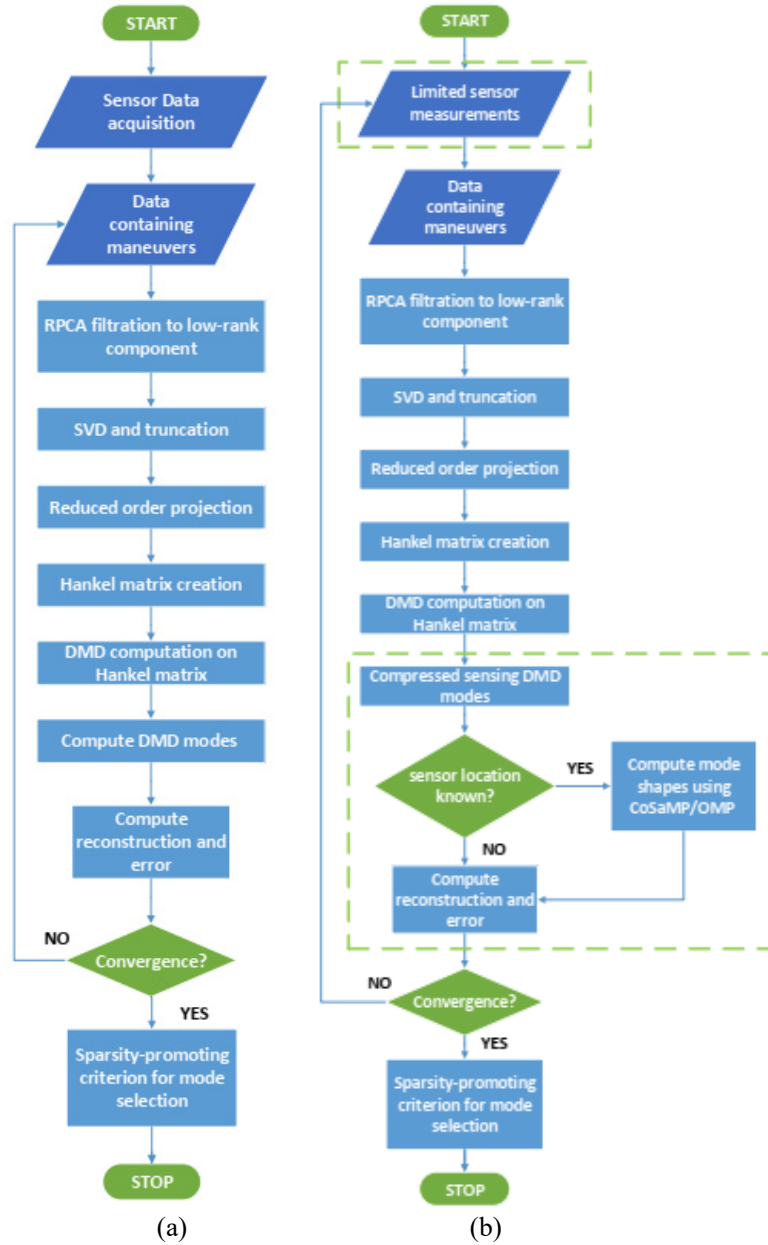 START
Sensor Data
acquisition
Data
containing
maneuvers
RPCA filtration to low-rank
component
SVD and truncation
Reduced order projection
Hankel matrix creation
DMD computation on
Hankel matrix
Compute DMD modes
Compute
reconstruction and
error
NO
Convergence?
YES
Sparsity-promoting
criterion for mode
selection
STOP
(a)
START
Limited sensor
measurements
Data
containing
maneuvers
RPCA filtration to low-rank
component
SVD and truncation
Reduced order projection
Hankel matrix creation
DMD computation on
Hankel matrix
Compressed sensing DMD
modes
sensor location
known?
YES
Compute mode
shapes using
CoSaMP/OMP
NO
Compute
reconstruction and
error
NO
Convergence?
YES
Sparsity-promoting
criterion for mode
selection
STOP
(b)